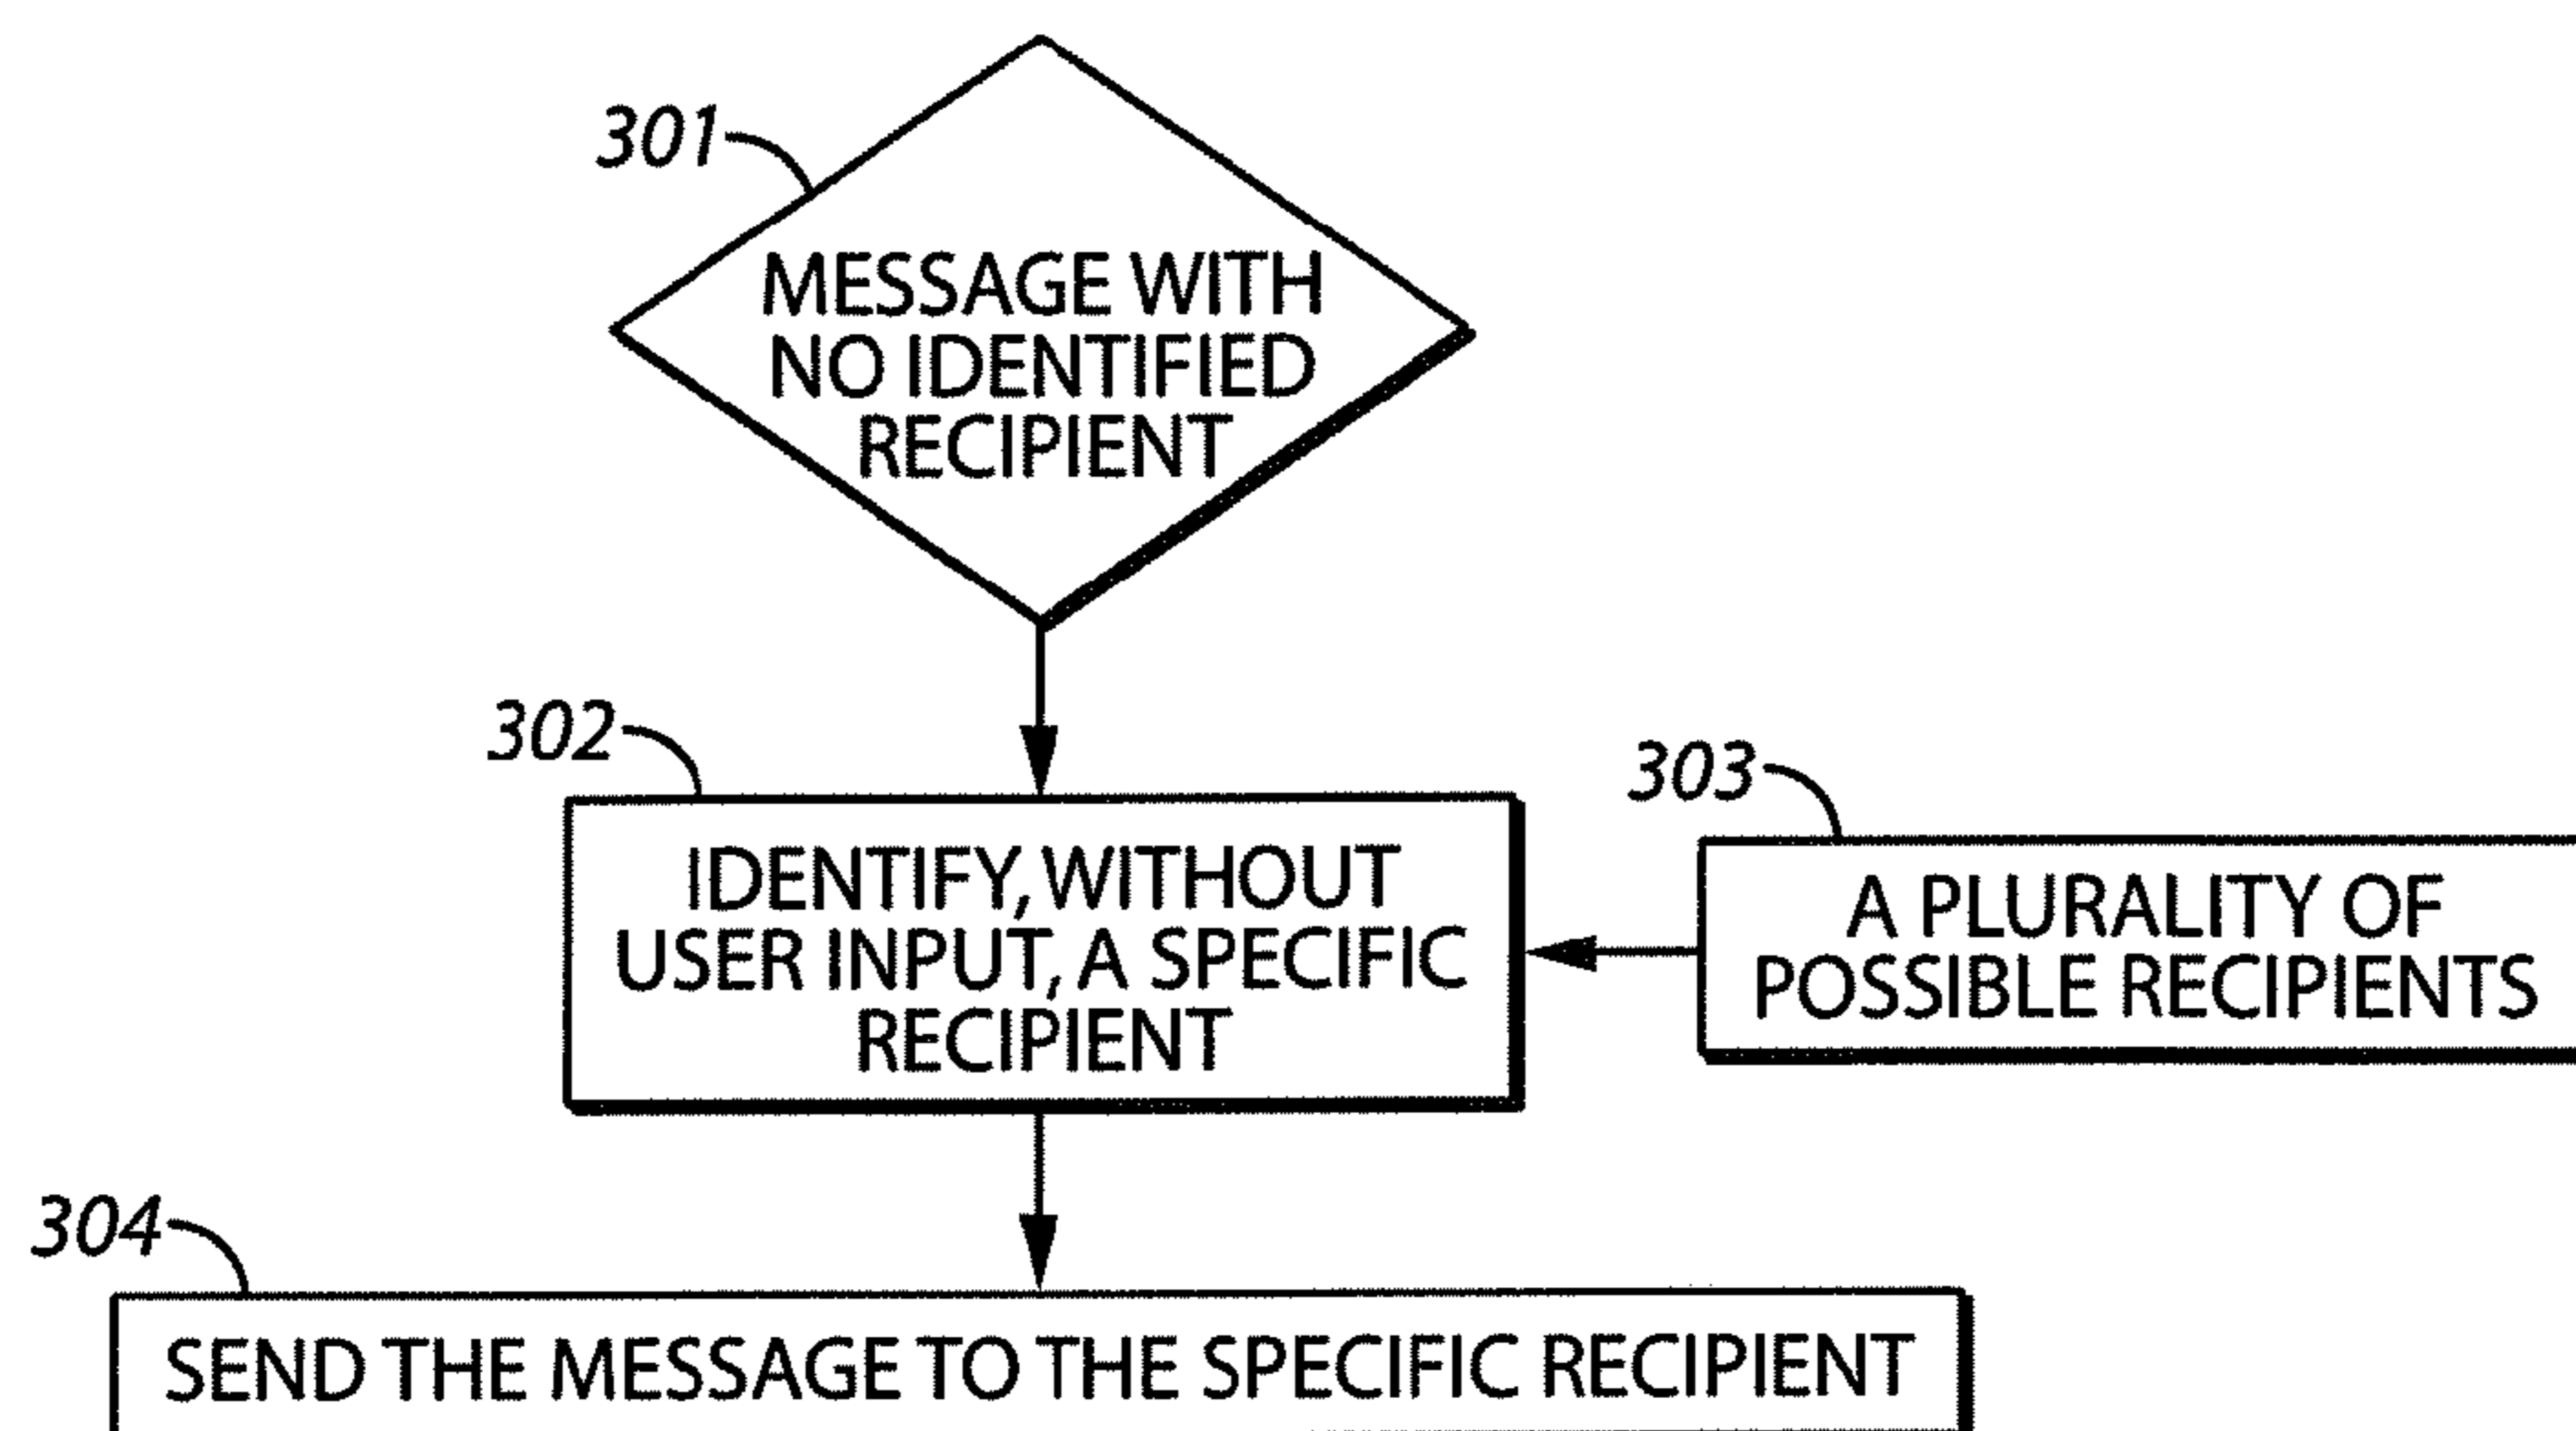 301
MESSAGE WITH
NO IDENTIFIED
RECIPIENT
302
IDENTIFY, WITHOUT
USER INPUT, A SPECIFIC
RECIPIENT
303
A PLURALITY OF
POSSIBLE RECIPIENTS
304
SEND THE MESSAGE TO THE SPECIFIC RECIPIENT